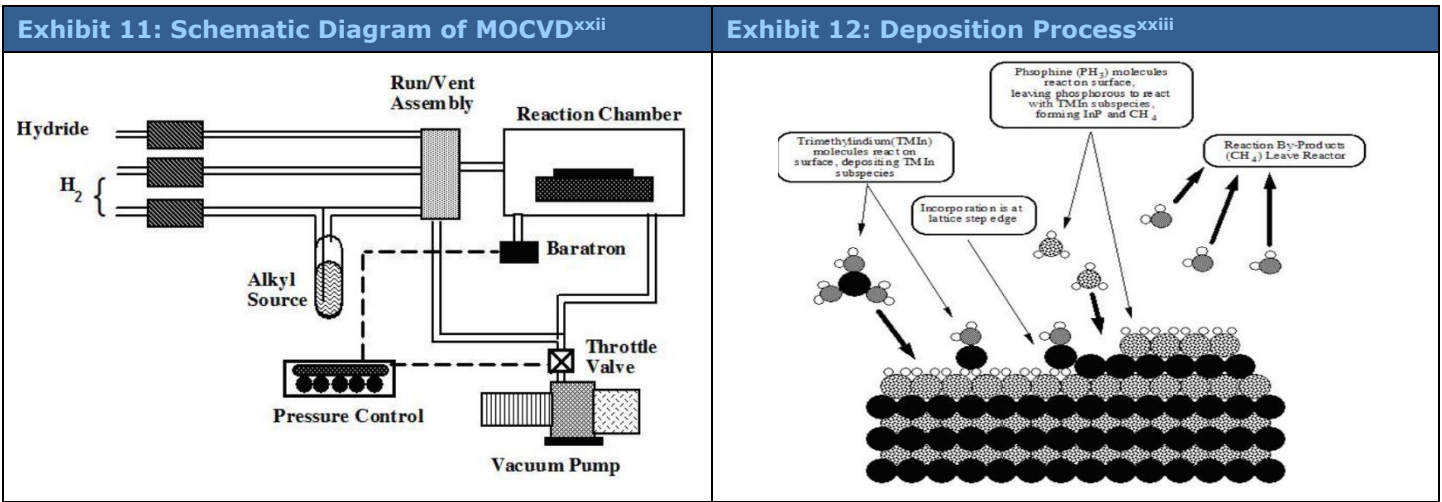 Exhibit 11: Schematic Diagram of MOCVDxxii
Exhibit 12: Deposition Processxxiii
Run/Vent
Assembly
Hydride
Reaction Chamber
H2
Baratron
Alkyl
Source
Throttle
Valve
Pressure Control
Vacuum Pump
Phsophine (PH3) molecules
react on surface,
leaving phosphorous to react
with TMIn subspecies,
forming InP and CH4
Trimethylindium(TMIn)
molecules react on
surface, depositing TMIn
subspecies
Reaction By-Products
(CH4) Leave Reactor
Incorporation is at
lattice step edge